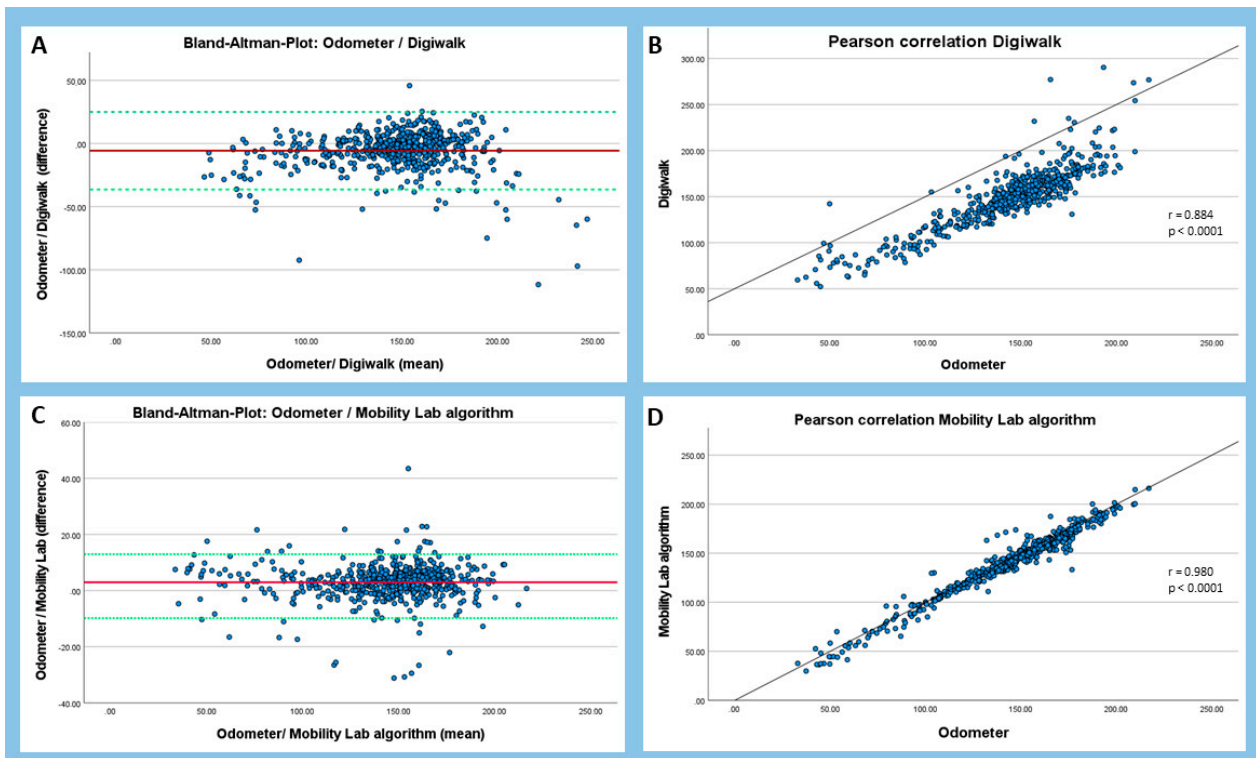 A
Bland-Altman-Plot: Odometer / Digiwalk
Odometer / Digiwalk (difference)
50.00
.00
-50.00
-100.00
-150.00
.00 50.00 100.00 150.00 200.00 250.00
Odometer/ Digiwalk (mean)
B
Pearson correlation Digiwalk
Digiwalk
300.00
250.00
200.00
150.00
100.00
50.00
.00
r = 0.884
p < 0.0001
.00 50.00 100.00 150.00 200.00 250.00
Odometer
C
Bland-Altman-Plot: Odometer / Mobility Lab algorithm
Odometer / Mobility Lab (difference)
60.00
40.00
20.00
.00
-20.00
-40.00
.00 50.00 100.00 150.00 200.00 250.00
Odometer/ Mobility Lab algorithm (mean)
D
Pearson correlation Mobility Lab algorithm
Mobility Lab algorithm
250.00
200.00
150.00
100.00
50.00
.00
r = 0.980
p < 0.0001
.00 50.00 100.00 150.00 200.00 250.00
Odometer